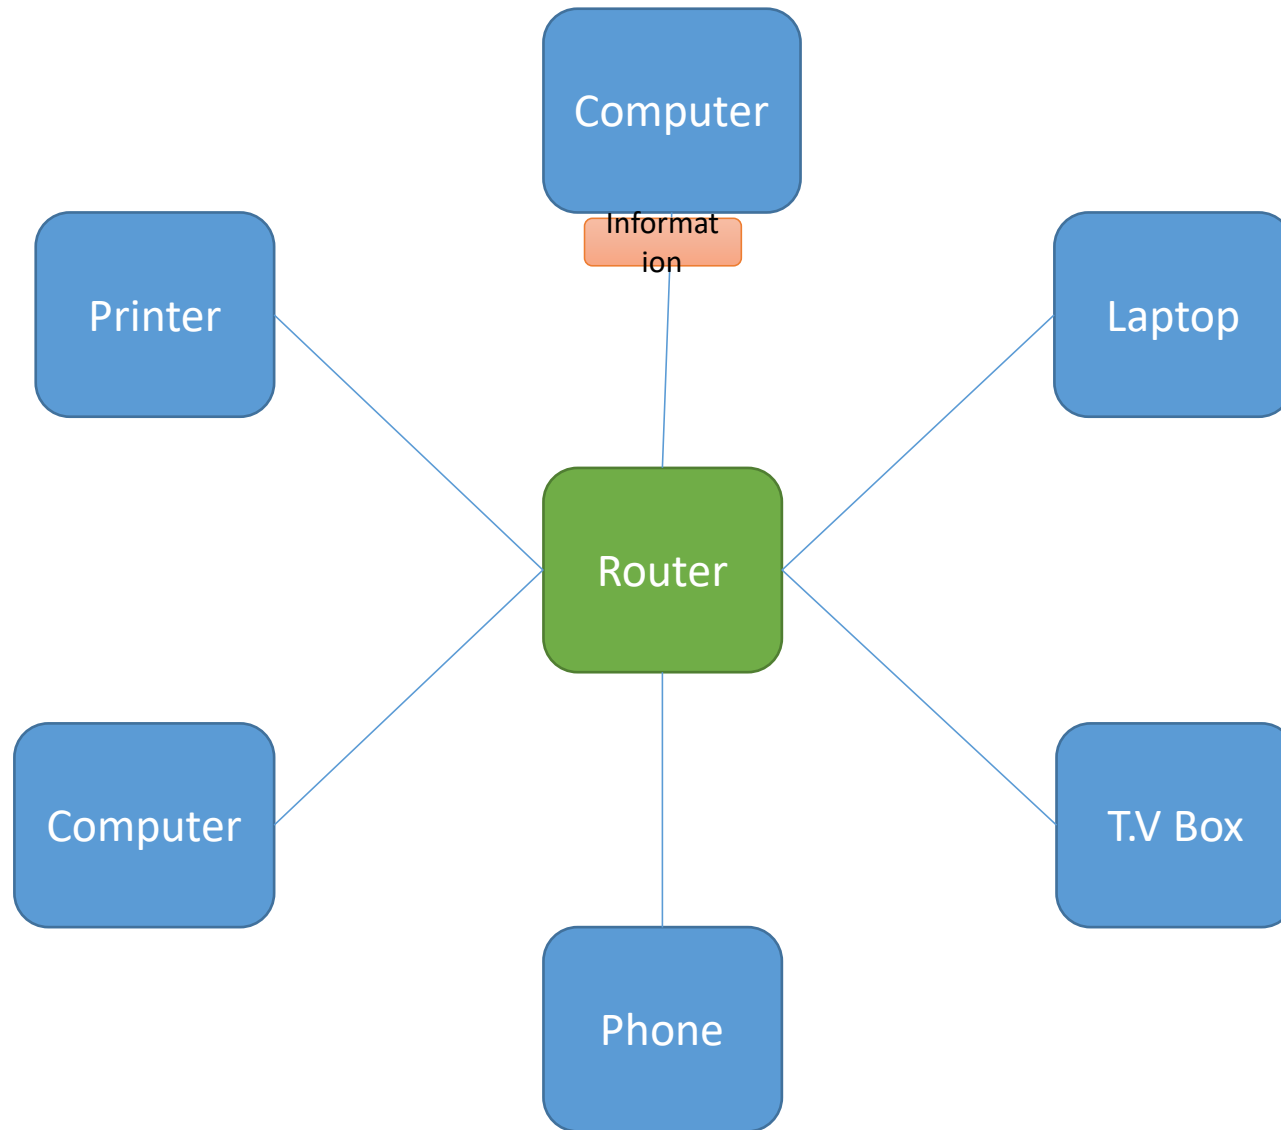 Computer
Informat
ion
Printer
Laptop
Router
Computer
T.V Box
Phone